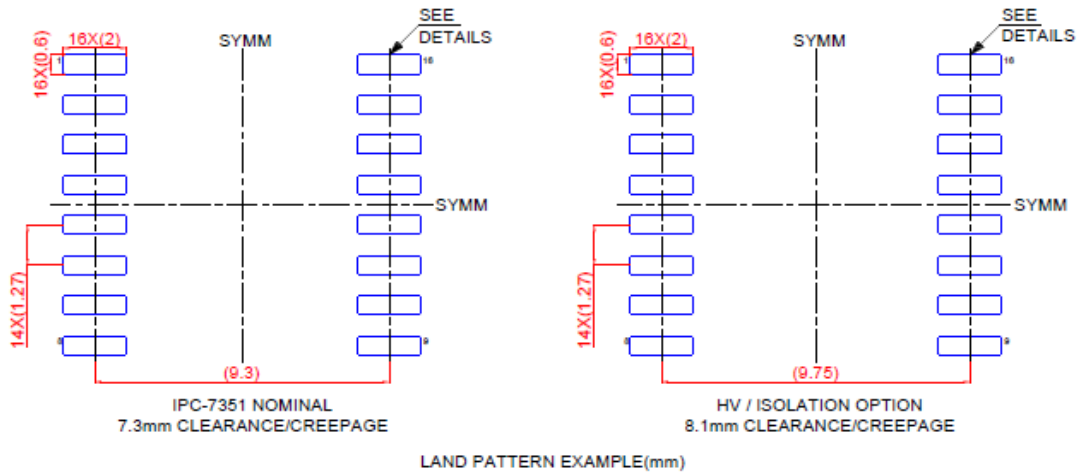 SEE
DETAILS
16X(2)
SYMM
16X(0.6)
1
16
SYMM
14X(1.27)
8
9
(9.3)
IPC-7351 NOMINAL
7.3mm CLEARANCE/CREEPAGE
SEE
DETAILS
16X(2)
SYMM
16X(0.6)
1
16
SYMM
14X(1.27)
8
9
(9.75)
HV / ISOLATION OPTION
8.1mm CLEARANCE/CREEPAGE
LAND PATTERN EXAMPLE(mm)